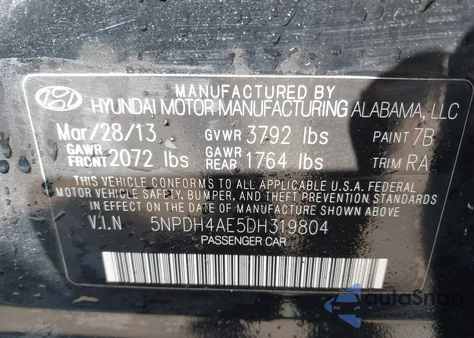 MANUFACTURED BY
HYUNDAI MOTOR MANUFACTURING ALABAMA, LLC
Mar/28/13 GVWR 3792 lbs PAINT 7B
GAWR FRONT 2072 lbs GAWR REAR 1764 lbs TRIM RA
THIS VEHICLE CONFORMS TO ALL APPLICABLE U.S.A. FEDERAL
MOTOR VEHICLE SAFETY, BUMPER, AND THEFT PREVENTION
STANDARDS IN EFFECT ON THE DATE OF MANUFACTURE SHOWN ABOVE.
V.I.N 5NPDH4AE5DH319804
PASSENGER CAR
autaSnap